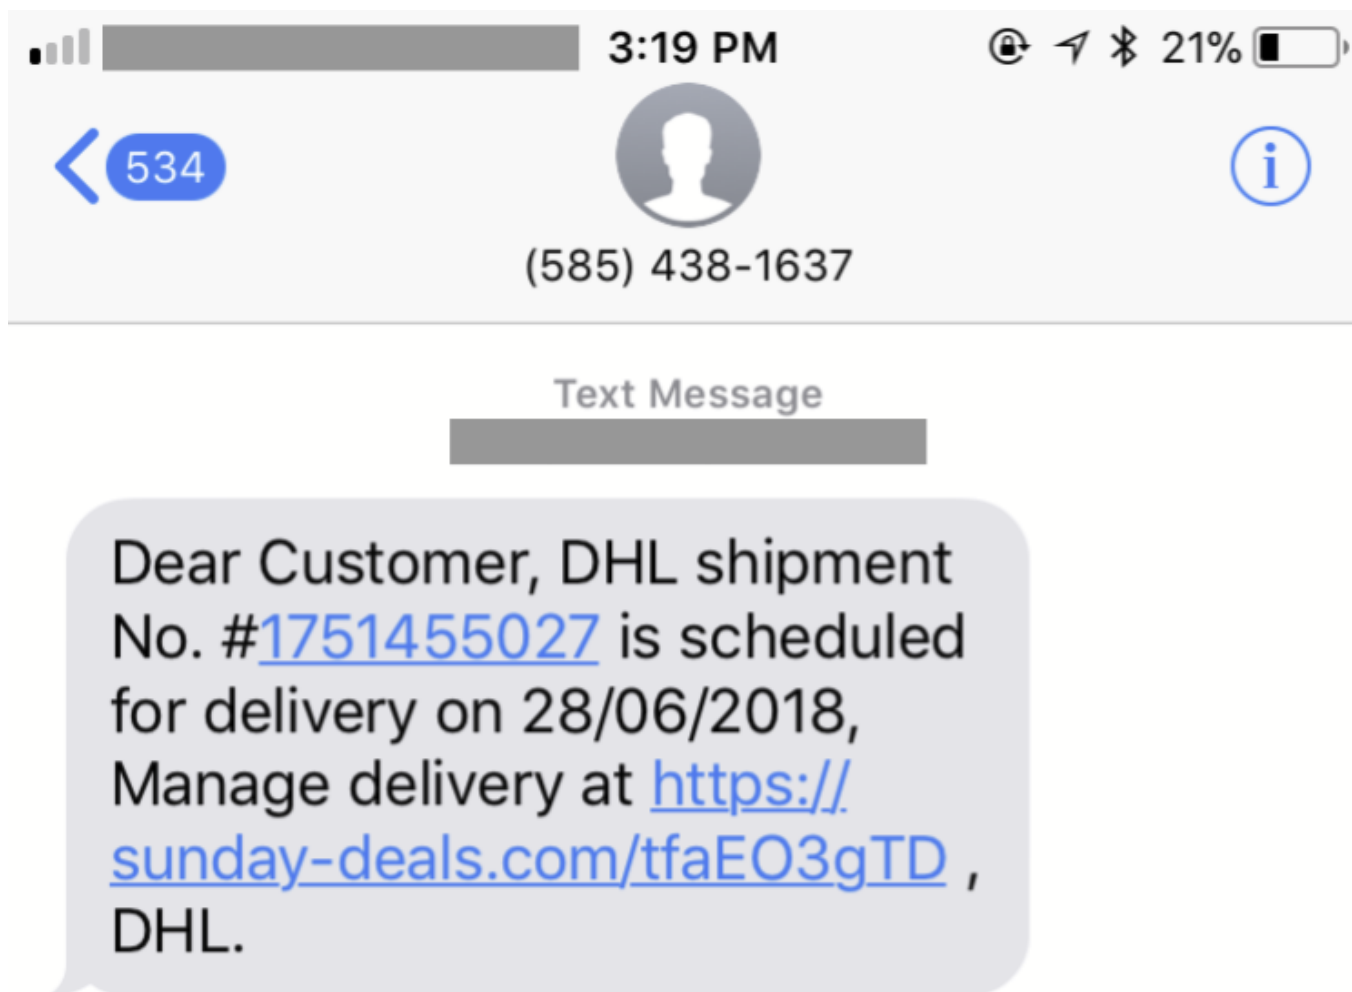 3:19 PM 21%
534
i
(585) 438-1637
Text Message
Dear Customer, DHL shipment
No. #1751455027 is scheduled
for delivery on 28/06/2018,
Manage delivery at https://
sunday-deals.com/tfaEO3gTD ,
DHL.